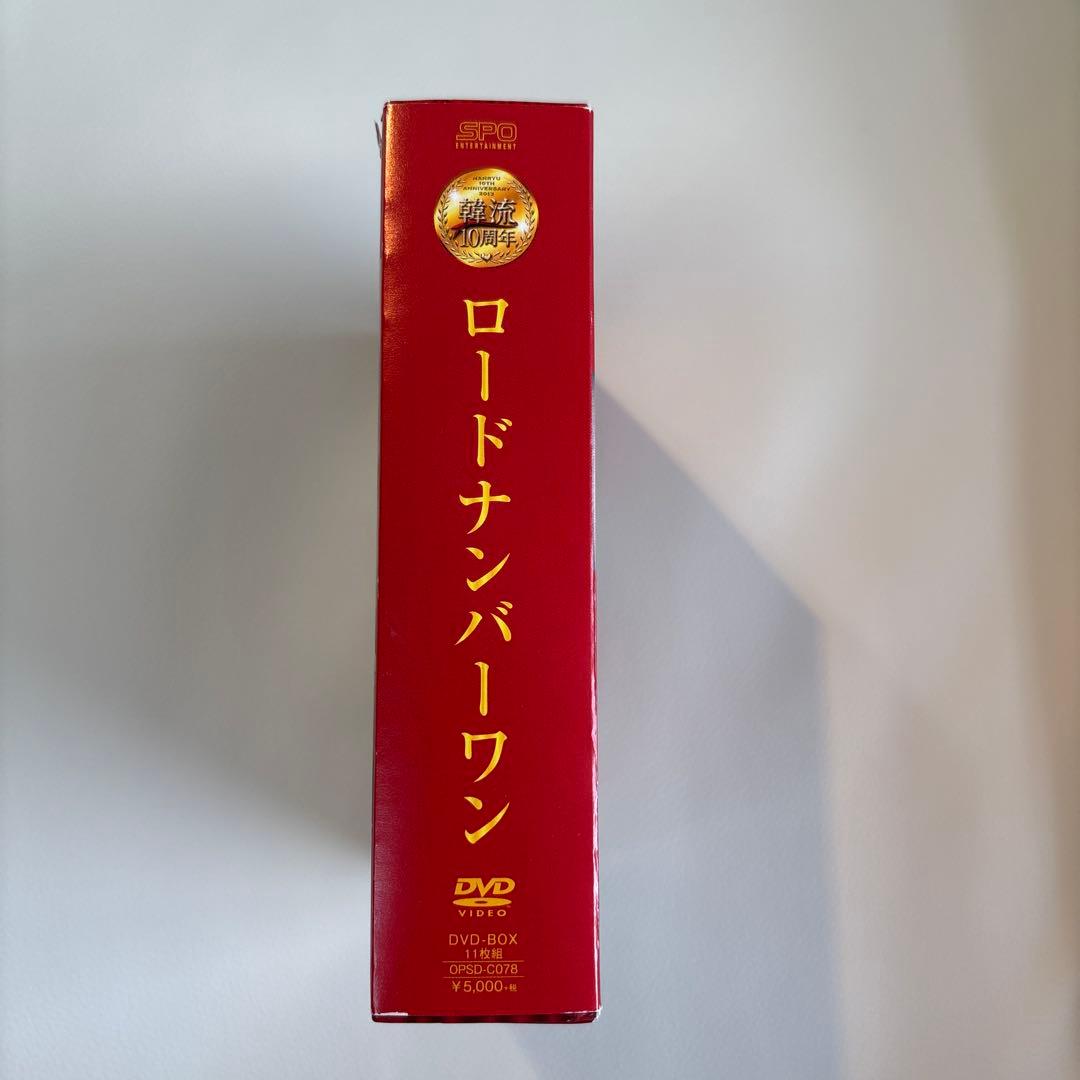 SPO
ENTERTAINMENT
HANRYU
10TH
ANNIVERSARY
2013
韓流
10周年
ロードナンバーワン
DVD
VIDEO
DVD-BOX
11枚組
OPSD-C078
¥5,000+税